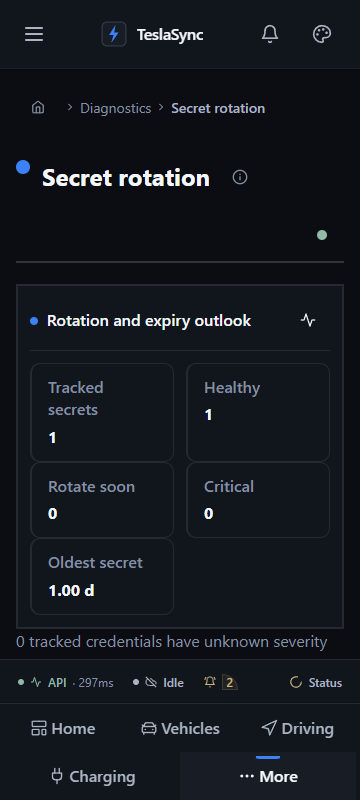 TeslaSync
Diagnostics
Secret rotation
Secret rotation
Rotation and expiry outlook
Tracked
secrets
1
Healthy
1
Rotate soon
0
Critical
0
Oldest secret
1.00 d
0 tracked credentials have unknown severity
API · 297ms Idle 2 Status
Home Vehicles Driving
Charging More